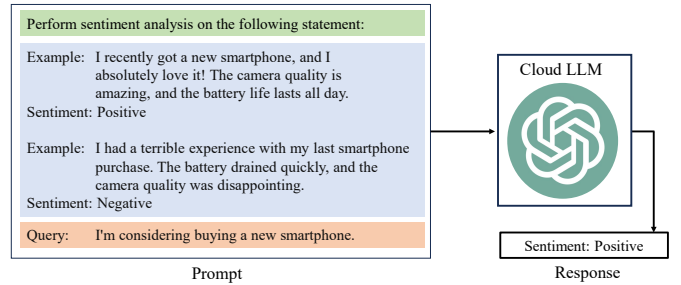 Perform sentiment analysis on the following statement:
Example: I recently got a new smartphone, and I
absolutely love it! The camera quality is
amazing, and the battery life lasts all day.
Sentiment: Positive
Example: I had a terrible experience with my last smartphone
purchase. The battery drained quickly, and the
camera quality was disappointing.
Sentiment: Negative
Query: I'm considering buying a new smartphone.
Prompt
Cloud LLM
Sentiment: Positive
Response